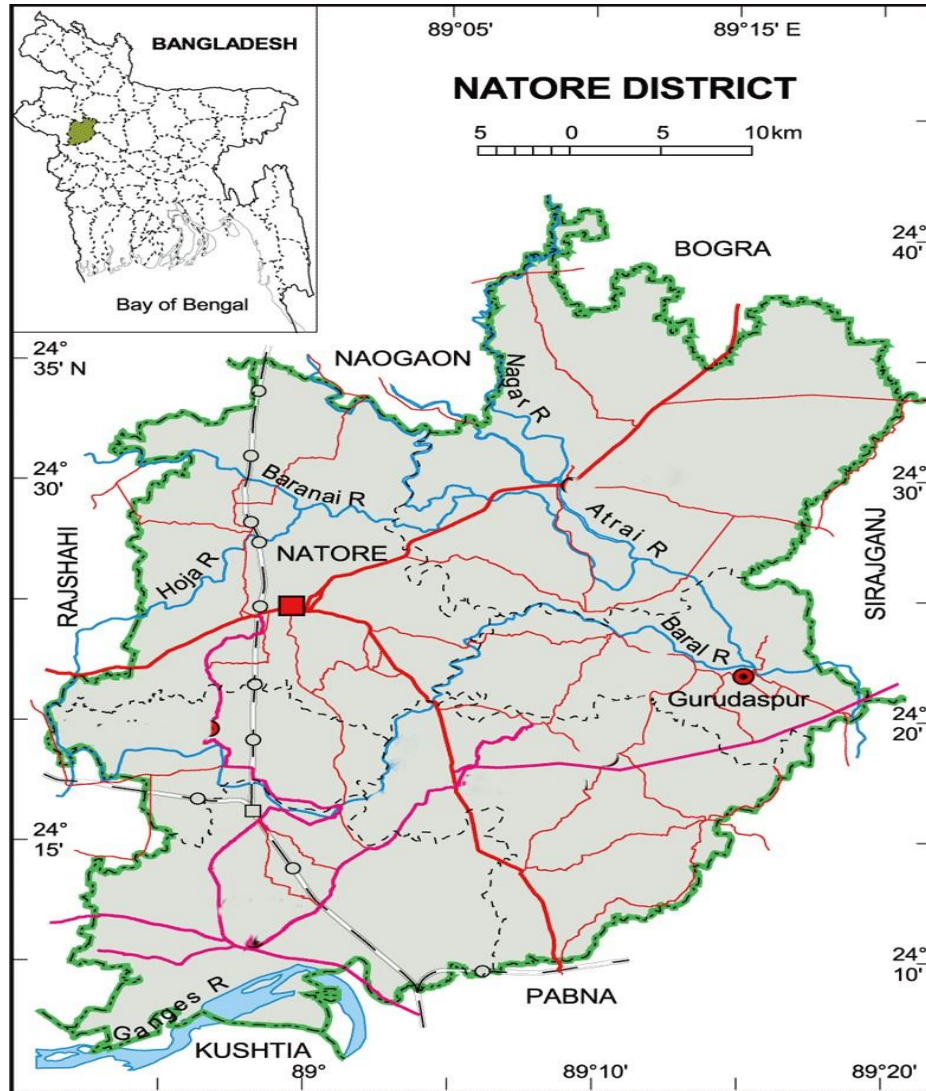 BANGLADESH
Bay of Bengal
89°05'
89°15' E
NATORE DISTRICT
5 0 5 10km
24°
40'
BOGRA
24°
35' N
NAOGAON
Nagar R
24°
30'
24°
30'
Baranai R
Atrai R
NATORE
Hoja R
RAJSHAHI
SIRAJGANJ
Baral R
Gurudaspur
24°
20'
24°
15'
24°
10'
PABNA
Ganges R
KUSHTIA
89°
89°10'
89°20'